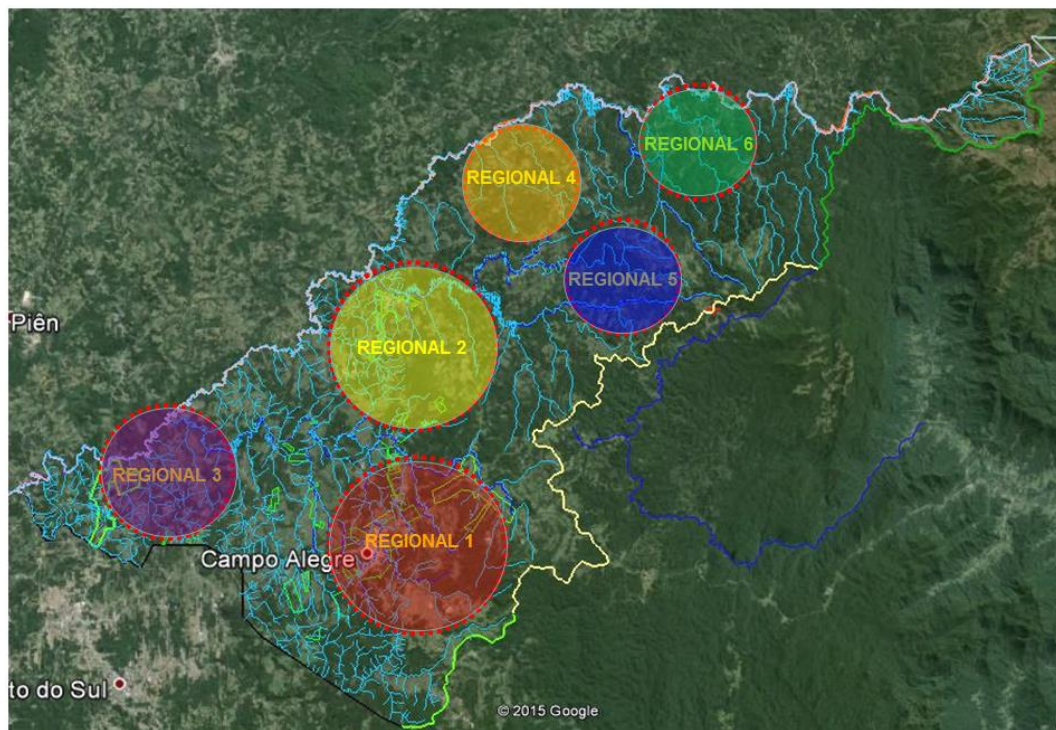 REGIONAL 6
REGIONAL 4
REGIONAL 5
Piên
REGIONAL 2
REGIONAL 3
REGIONAL 1
Campo Alegre
to do Sul
© 2015 Google